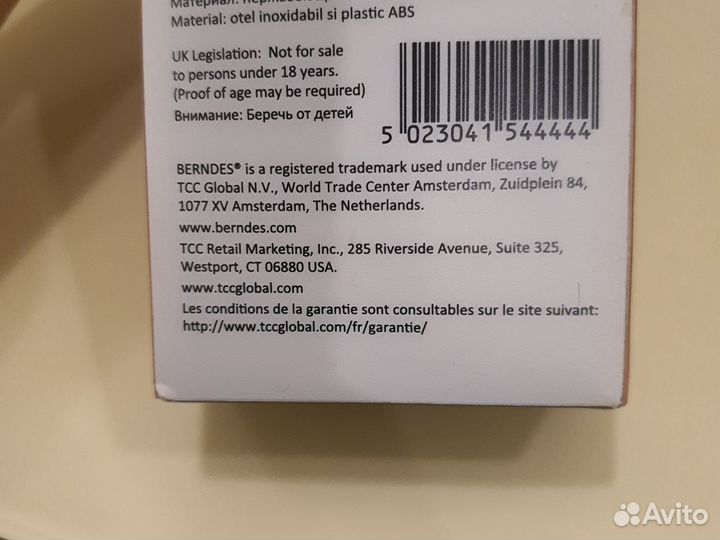 Материал:
Material: otel inoxidabil si plastic ABS
UK Legislation: Not for sale
to persons under 18 years.
(Proof of age may be required)
Внимание: Беречь от детей
5 023041 544444
BERNDES® is a registered trademark used under license by
TCC Global N.V., World Trade Center Amsterdam, Zuidplein 84,
1077 XV Amsterdam, The Netherlands.
www.berndes.com
TCC Retail Marketing, Inc., 285 Riverside Avenue, Suite 325,
Westport, CT 06880 USA.
www.tccglobal.com
Les conditions de la garantie sont consultables sur le site suivant:
http://www.tccglobal.com/fr/garantie/
Avito